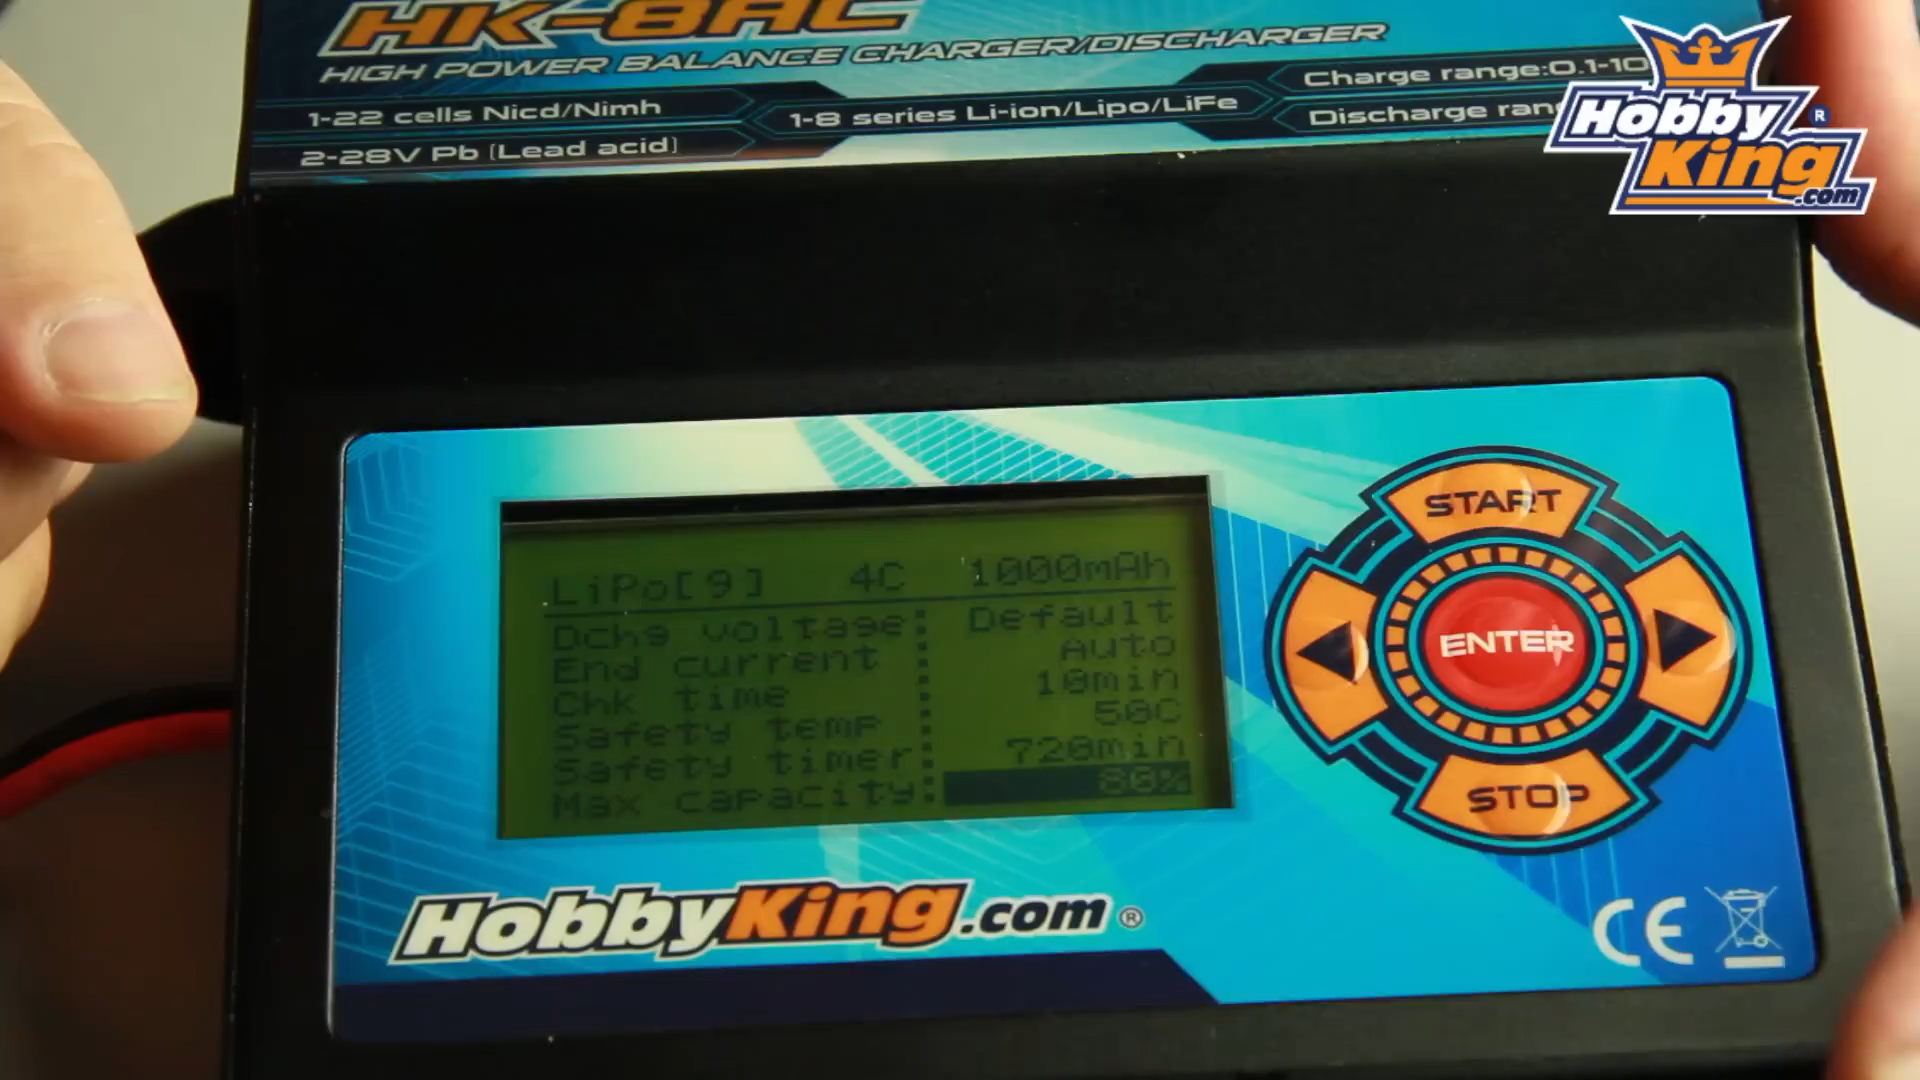 HK-8AC
HIGH POWER BALANCE CHARGER/DISCHARGER
1-22 cells Nicd/Nimh
1-8 series Li-ion/Lipo/LiFe
Charge range:0.1-10
2-28V Pb (Lead acid)
Discharge ran
Hobby King .com ®
LiPo[9] 4C 1000mAh
Dchg voltage: Default
End current : Auto
Chk time : 10min
Safety temp : 50C
Safety timer: 720min
Max capacity: 80%
START
ENTER
STOP
HobbyKing.com ®
CE